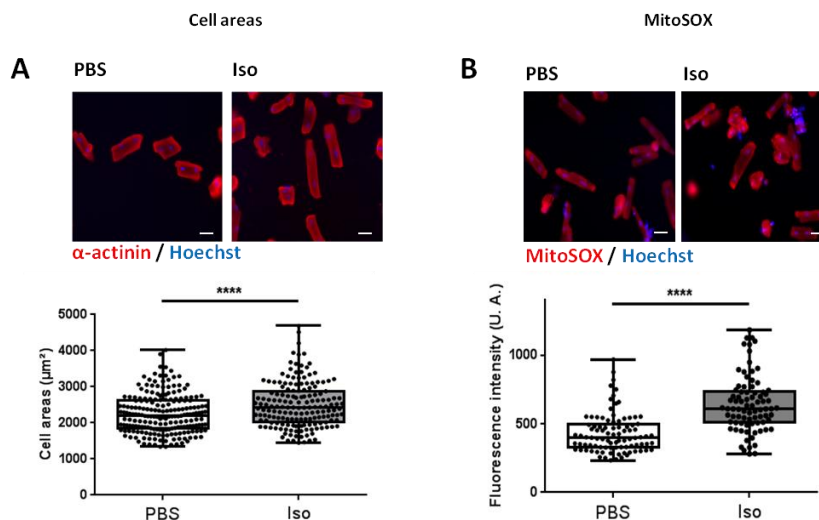 Cell areas
MitoSOX
A
PBS
Iso
B
PBS
Iso
α-actinin / Hoechst
MitoSOX / Hoechst
****
5000
4000
3000
2000
1000
0
Cell areas (µm²)
PBS
Iso
****
1000
500
0
Fluorescence intensity (U. A.)
PBS
Iso